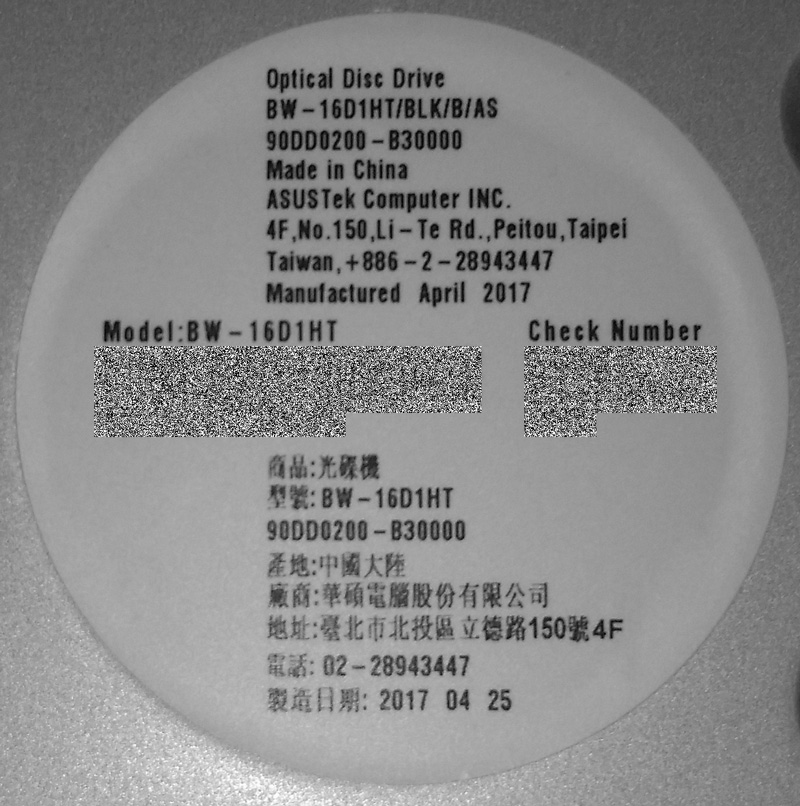 Optical Disc Drive
BW-16D1HT/BLK/B/AS
90DD0200-B30000
Made in China
ASUSTek Computer INC.
4F,No.150,Li-Te Rd.,Peitou,Taipei
Taiwan,+886-2-28943447
Manufactured April 2017
Model:BW-16D1HT
Check Number
商品:光碟機
型號:BW-16D1HT
90DD0200-B30000
產地:中國大陸
廠商:華碩電腦股份有限公司
地址:臺北市北投區立德路150號4F
電話: 02-28943447
製造日期: 2017 04 25